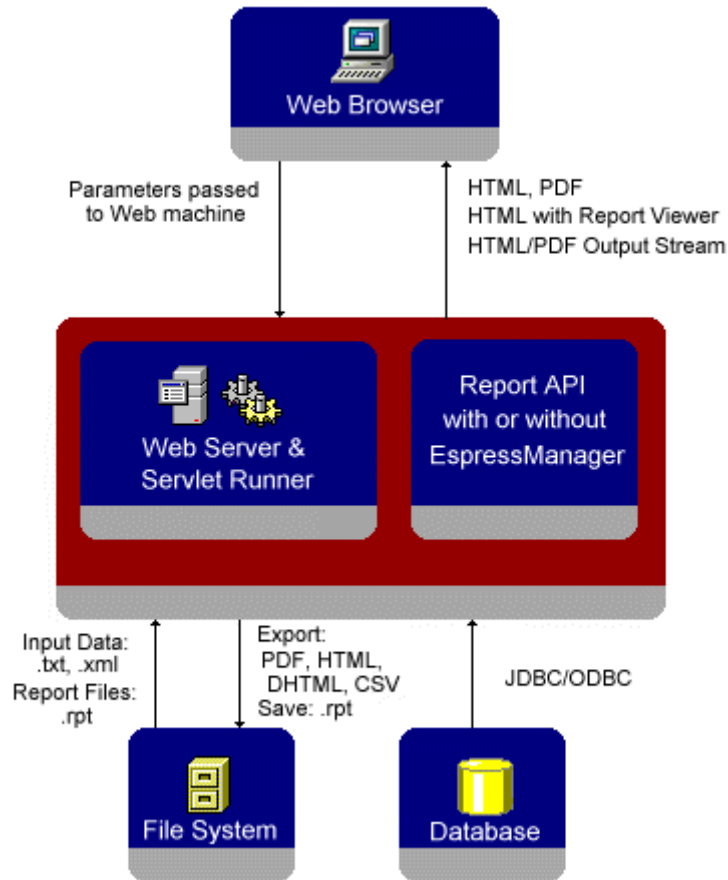 Web Browser
Parameters passed
to Web machine
HTML, PDF
HTML with Report Viewer
HTML/PDF Output Stream
Web Server &
Servlet Runner
Report API
with or without
EspressManager
Input Data:
.txt, .xml
Report Files:
.rpt
Export:
PDF, HTML,
DHTML, CSV
Save: .rpt
JDBC/ODBC
File System
Database